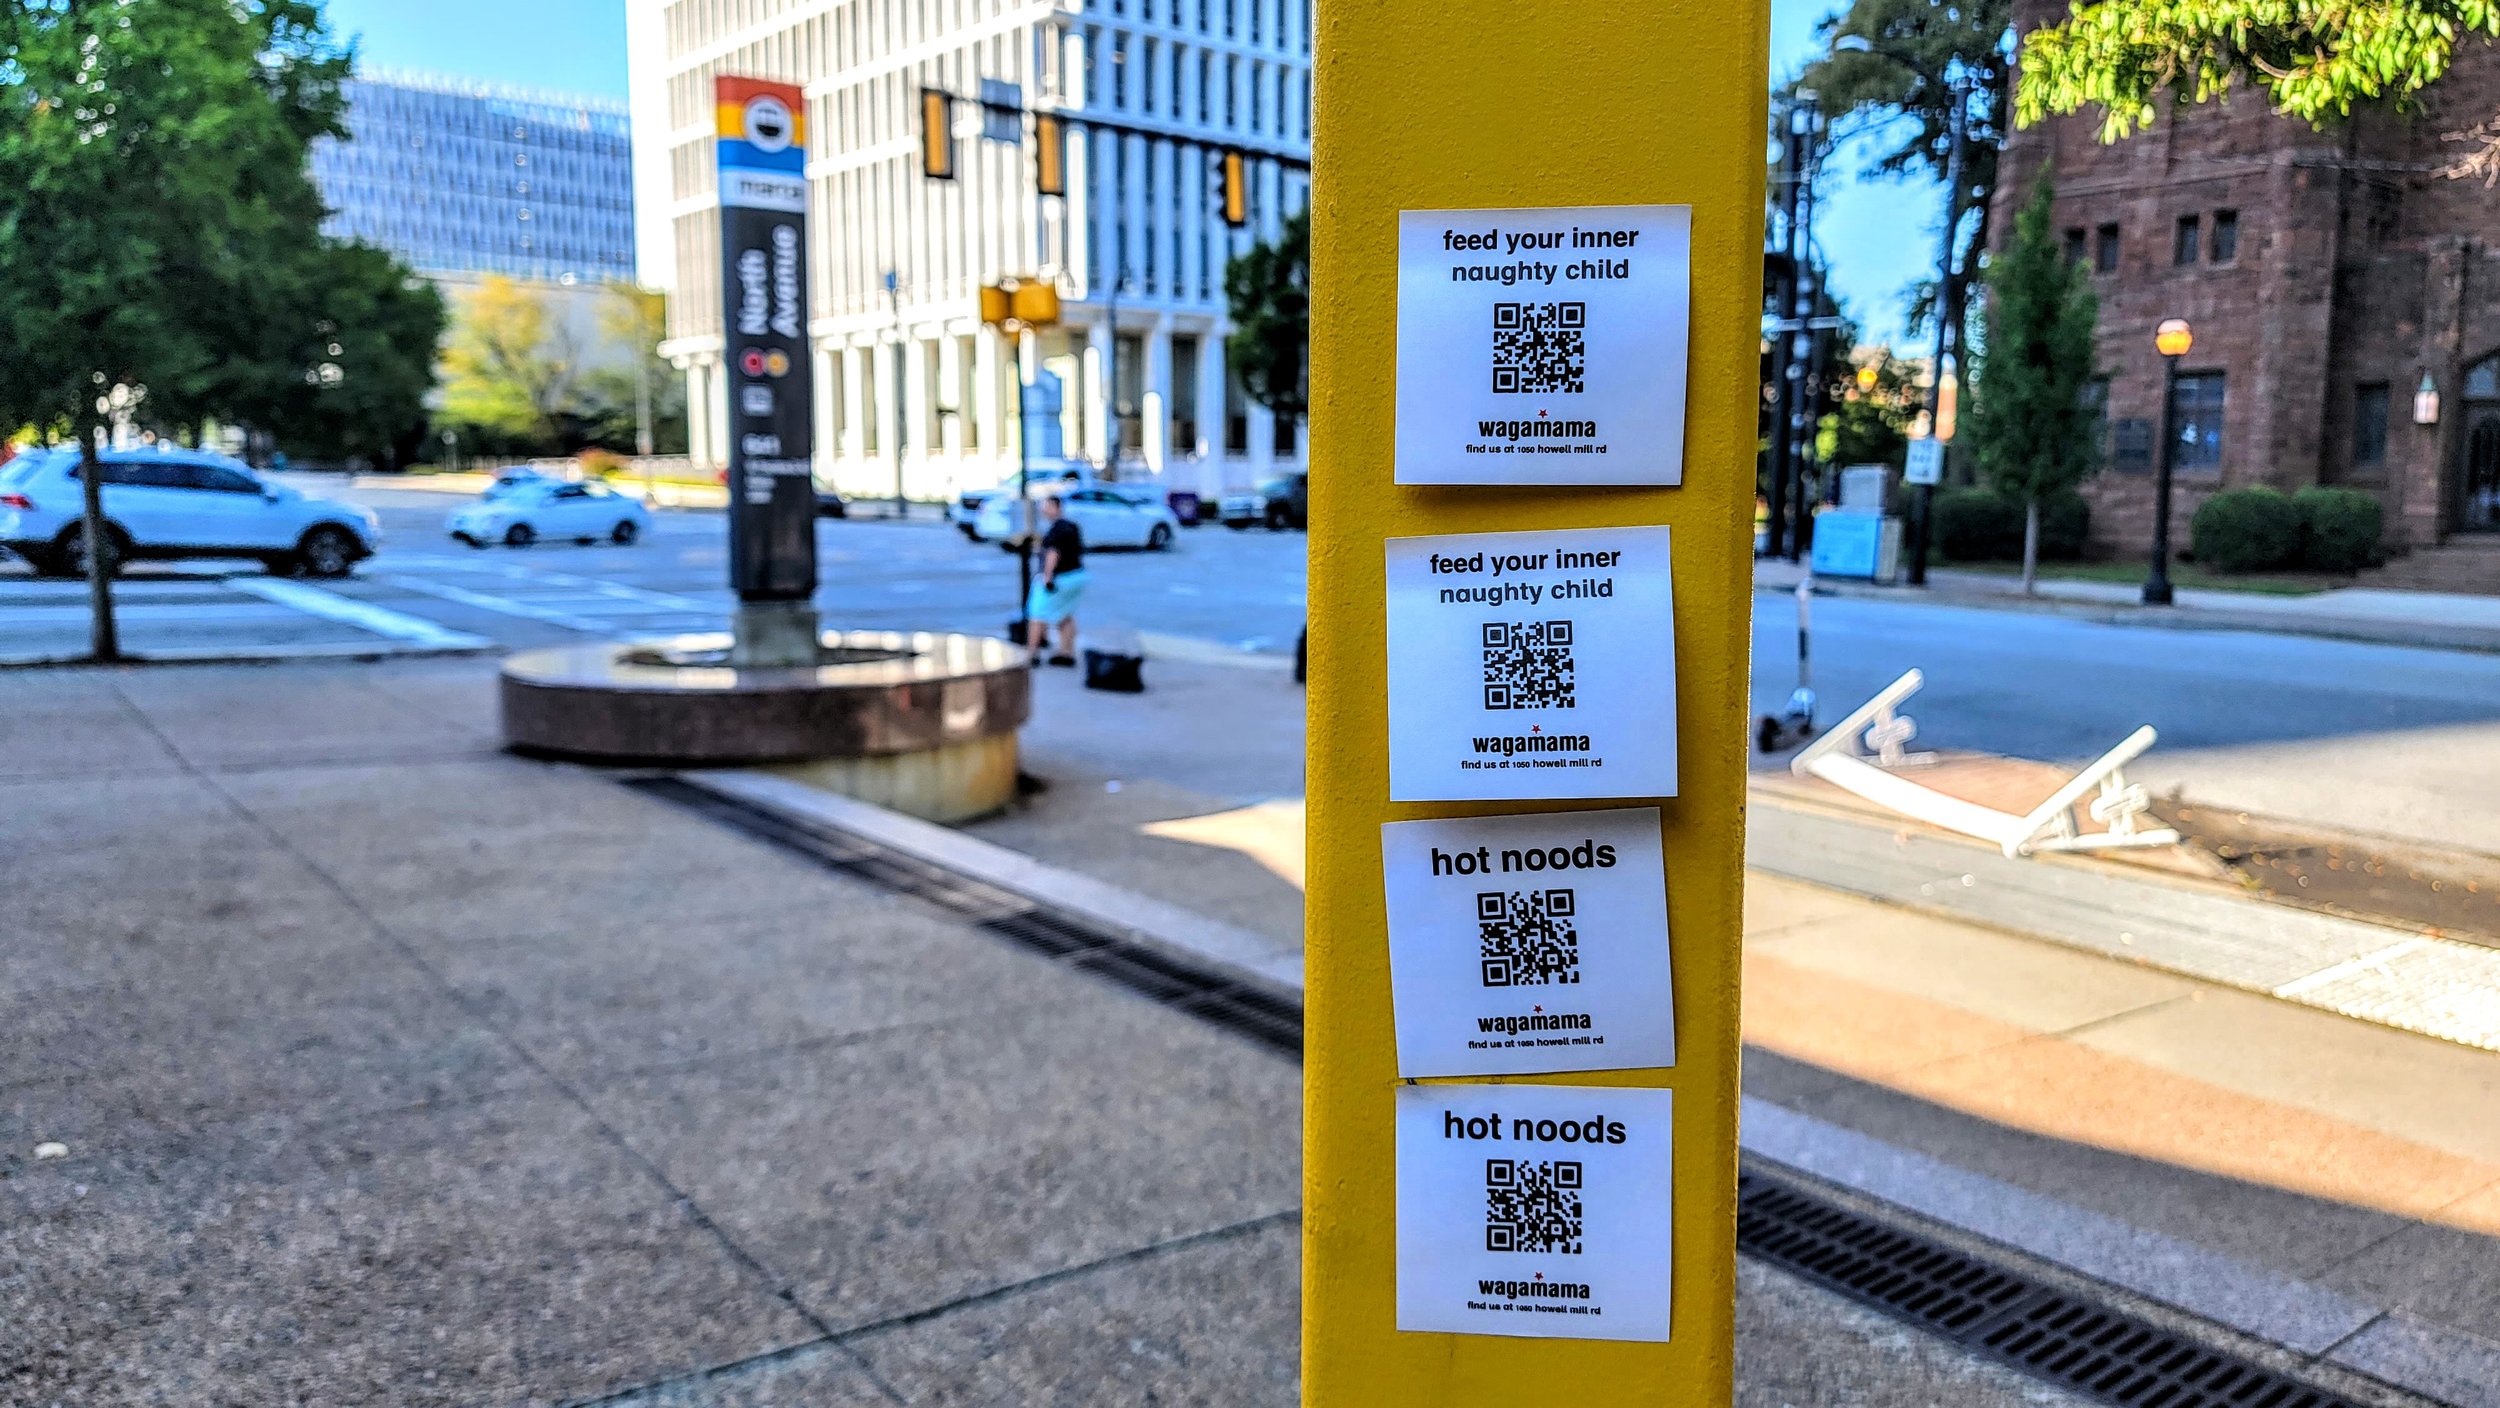 marta
North
Avenue
feed your inner
naughty child
wagamama
find us at 1050 howell mill rd
feed your inner
naughty child
wagamama
find us at 1050 howell mill rd
hot noods
wagamama
find us at 1050 howell mill rd
hot noods
wagamama
find us at 1050 howell mill rd